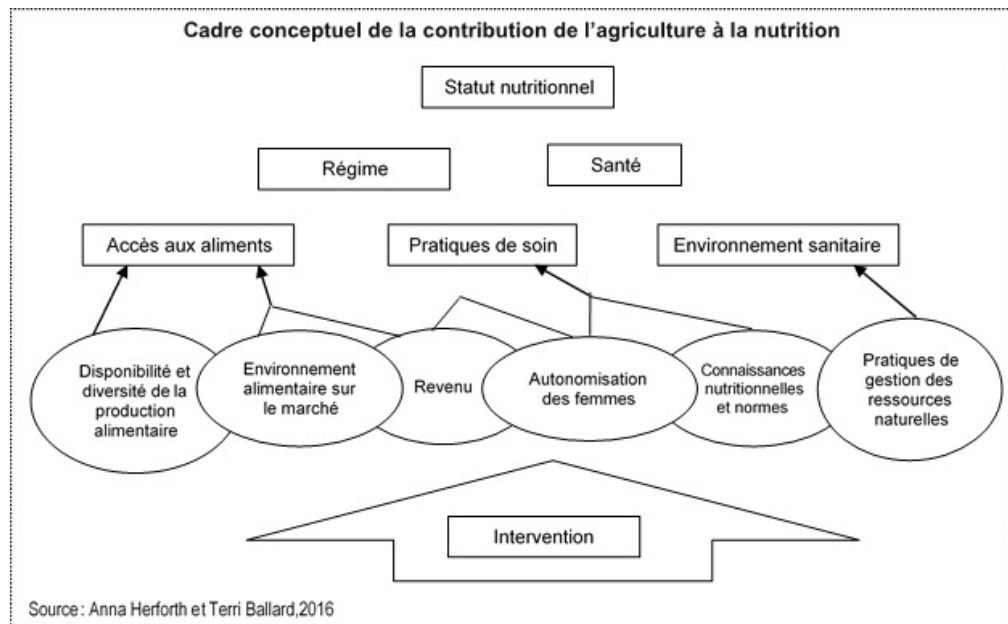 Cadre conceptuel de la contribution de l'agriculture à la nutrition
Statut nutritionnel
Régime
Santé
Accès aux aliments
Pratiques de soin
Environnement sanitaire
Disponibilité et
diversité de la
production
alimentaire
Environnement
alimentaire sur
le marché
Revenu
Autonomisation
des femmes
Connaissances
nutritionnelles
et normes
Pratiques de
gestion des
ressources
naturelles
Intervention
Source : Anna Herforth et Terri Ballard,2016